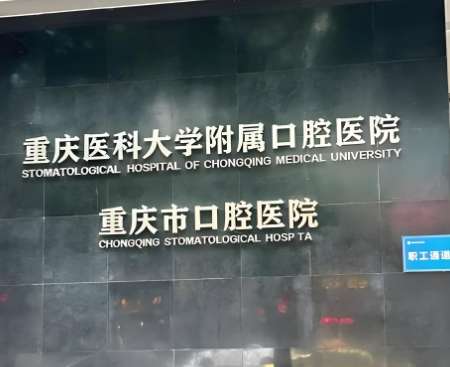 重庆医科大学附属口腔医院
STOMATOLOGICAL HOSPITAL OF CHONGQING MEDICAL UNIVERSITY
重庆市口腔医院
CHONGQING STOMATOLOGICAL HOSP TA
职工通道